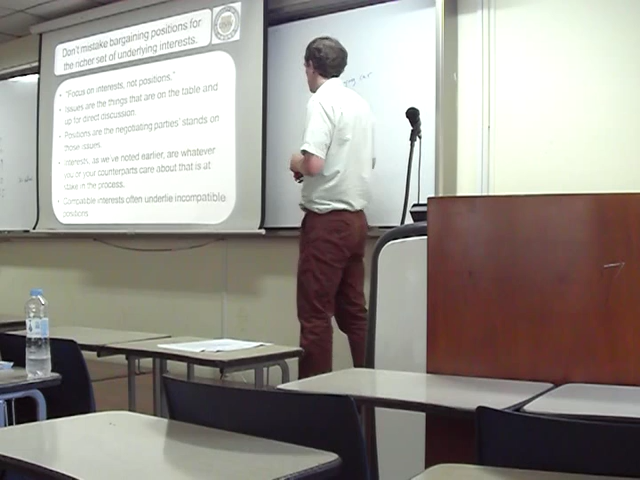 Don't mistake bargaining positions for
the richer set of underlying interests.
• "Focus on interests, not positions."
• Issues are the things that are on the table and
up for direct discussion.
• Positions are the negotiating parties' stands on
those issues.
• Interests, as we've noted earlier, are whatever
you or your counterparts care about that is at
stake in the process.
• Compatible interests often underlie incompatible
positions